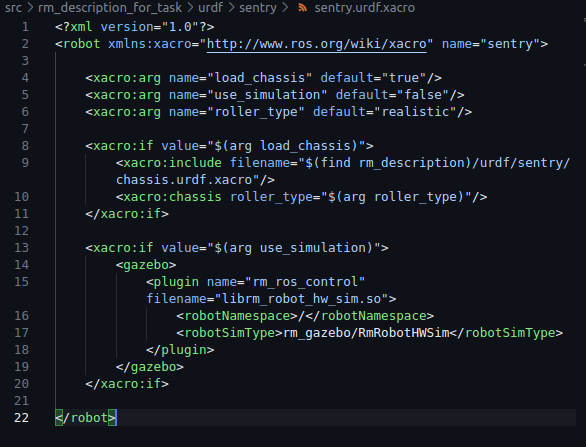 src > rm_description_for_task > urdf > sentry > sentry.urdf.xacro
1 <?xml version="1.0"?>
2 <robot xmlns:xacro="http://www.ros.org/wiki/xacro" name="sentry">
3
4 <xacro:arg name="load_chassis" default="true"/>
5 <xacro:arg name="use_simulation" default="false"/>
6 <xacro:arg name="roller_type" default="realistic"/>
7
8 <xacro:if value="$(arg load_chassis)">
9 <xacro:include filename="$(find rm_description)/urdf/sentry/
chassis.urdf.xacro"/>
10 <xacro:chassis roller_type="$(arg roller_type)"/>
11 </xacro:if>
12
13 <xacro:if value="$(arg use_simulation)">
14 <gazebo>
15 <plugin name="rm_ros_control"
filename="librm_robot_hw_sim.so">
16 <robotNamespace>/</robotNamespace>
17 <robotSimType>rm_gazebo/RmRobotHWSim</robotSimType>
18 </plugin>
19 </gazebo>
20 </xacro:if>
21
22 </robot>